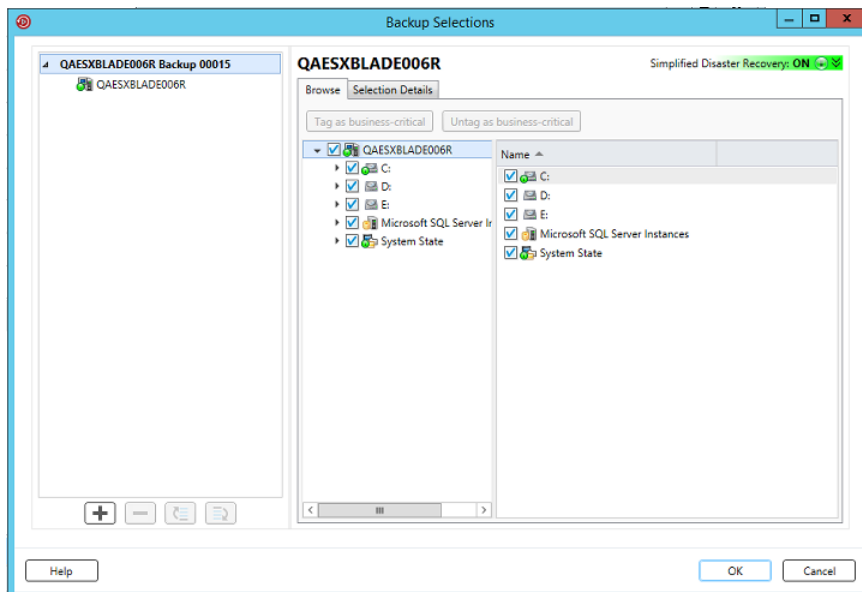 Backup Selections
QAESXBLADE006R Backup 00015
QAESXBLADE006R
QAESXBLADE006R
Simplified Disaster Recovery: ON
Browse
Selection Details
Tag as business-critical
Untag as business-critical
QAESXBLADE006R
C:
D:
E:
Microsoft SQL Server Ir
System State
Name
C:
D:
E:
Microsoft SQL Server Instances
System State
Help
OK
Cancel